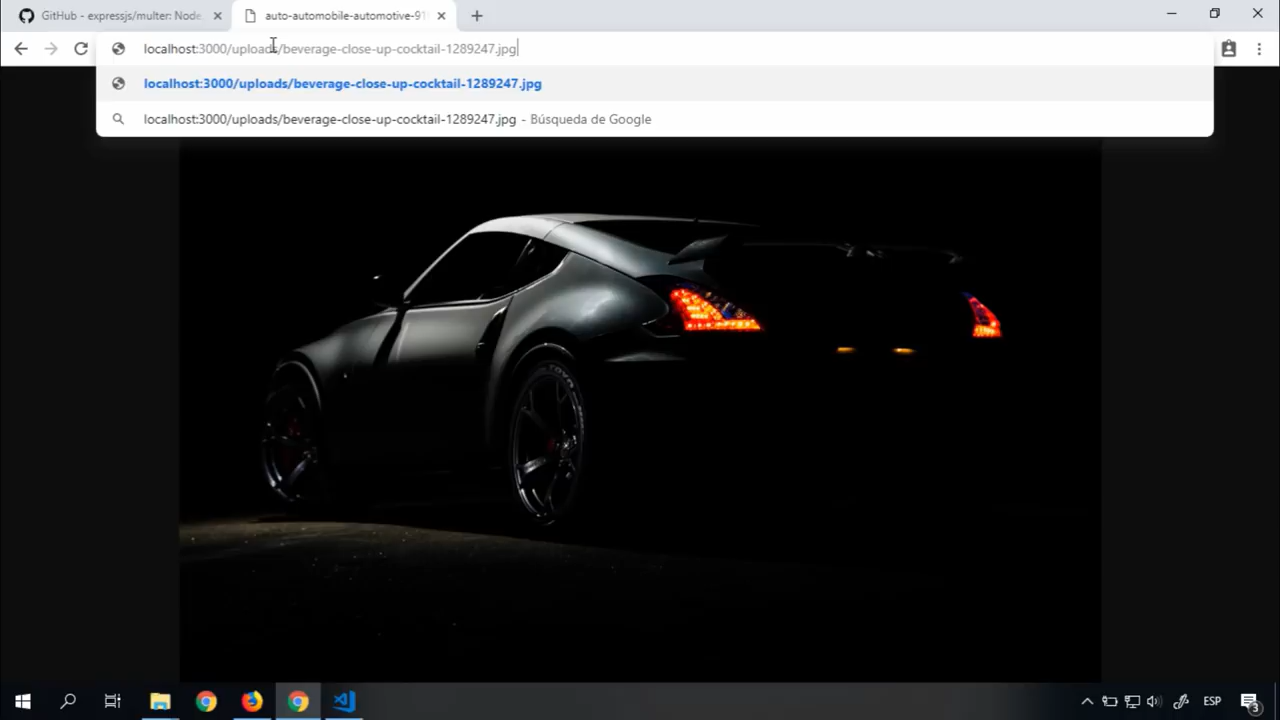 GitHub - expressjs/multer: Node.
auto-automobile-automotive-91
localhost:3000/uploads/beverage-close-up-cocktail-1289247.jpg
localhost:3000/uploads/beverage-close-up-cocktail-1289247.jpg
localhost:3000/uploads/beverage-close-up-cocktail-1289247.jpg - Búsqueda de Google
TOYO
ESP
3